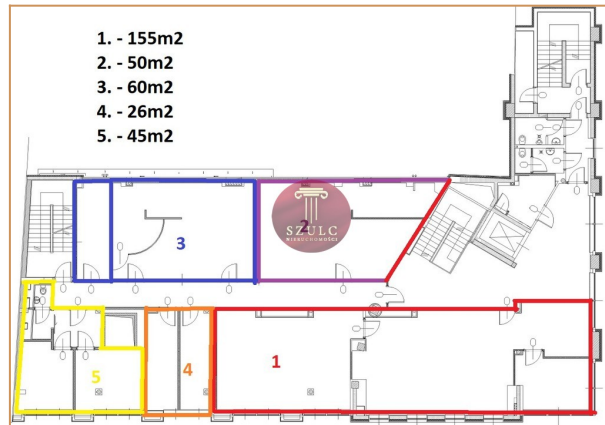 1. - 155m2
2. - 50m2
3. - 60m2
4. - 26m2
5. - 45m2
3
2
SZULC
NIERUCHOMOŚCI
1
4
5